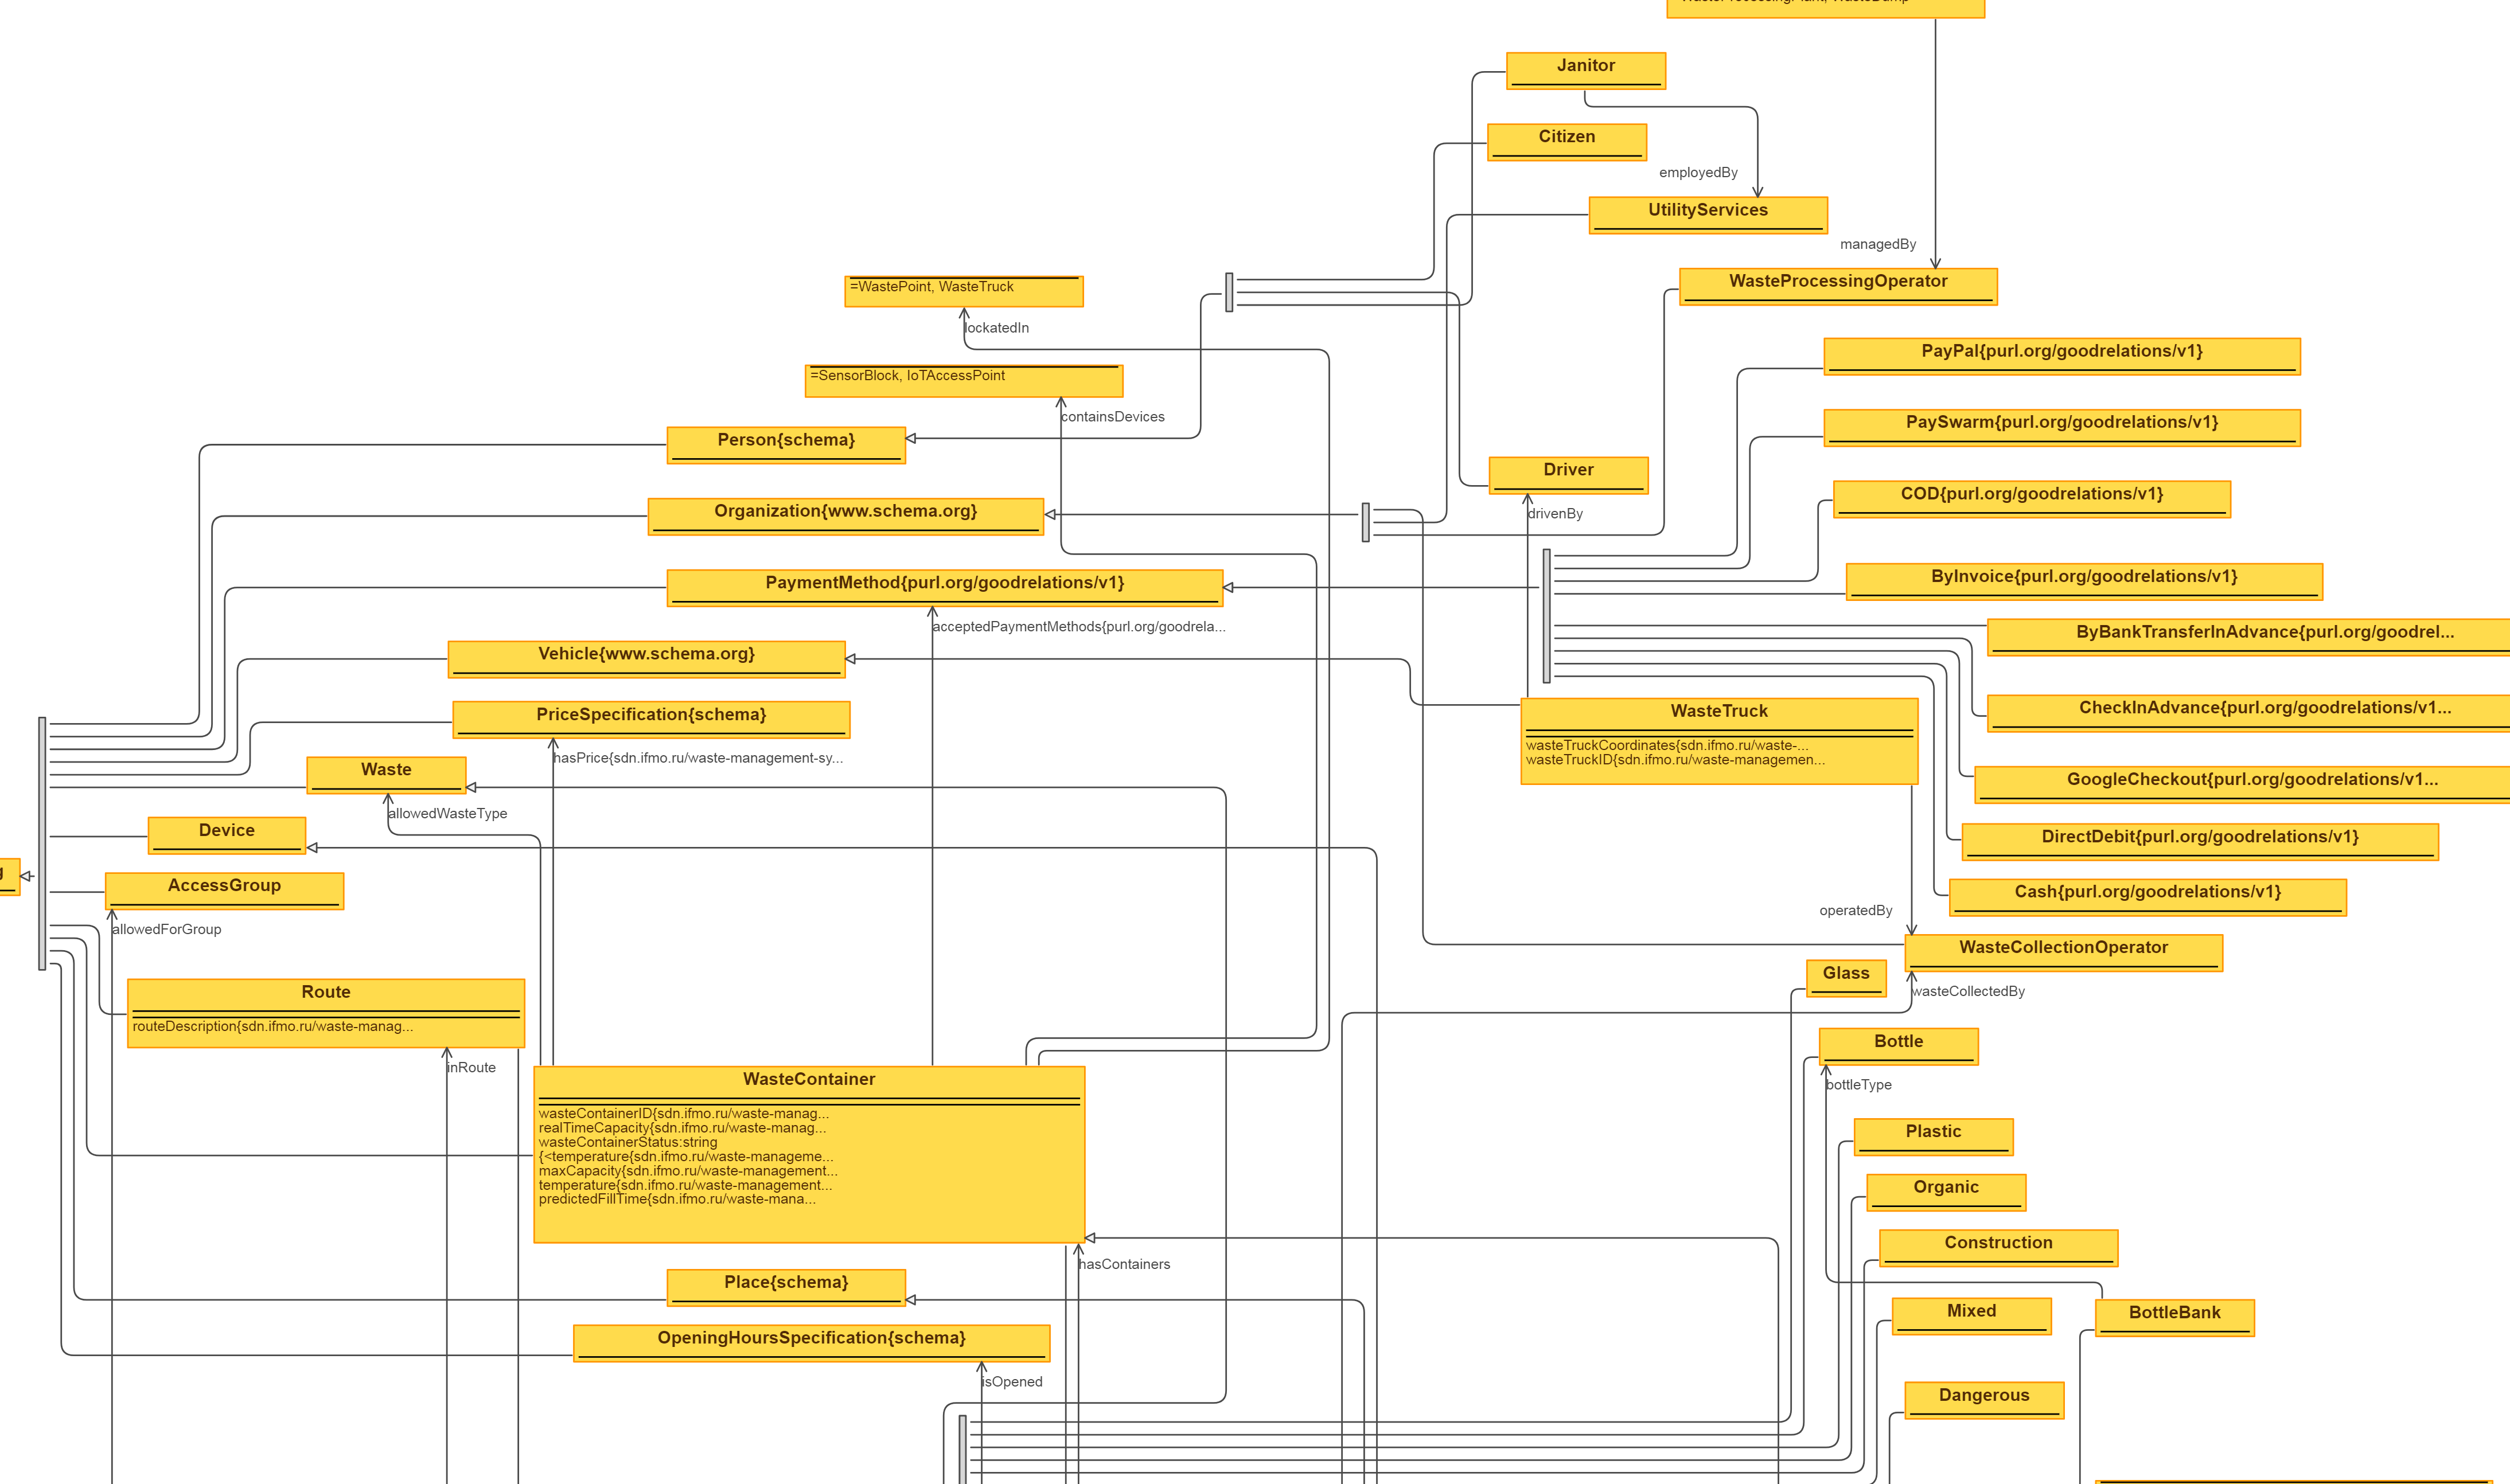 Janitor
Citizen
employedBy
UtilityServices
managedBy
WasteProcessingOperator
=WastePoint, WasteTruck
lockatedIn
PayPal{purl.org/goodrelations/v1}
=SensorBlock, IoTAccessPoint
containsDevices
PaySwarm{purl.org/goodrelations/v1}
Person{schema}
Driver
COD{purl.org/goodrelations/v1}
Organization{www.schema.org}
drivenBy
PaymentMethod{purl.org/goodrelations/v1}
ByInvoice{purl.org/goodrelations/v1}
acceptedPaymentMethods{purl.org/goodrela...
ByBankTransferInAdvance{purl.org/goodrel...
Vehicle{www.schema.org}
PriceSpecification{schema}
WasteTruck
wasteTruckCoordinates{sdn.ifmo.ru/waste-...
wasteTruckID{sdn.ifmo.ru/waste-managemen...
CheckInAdvance{purl.org/goodrelations/v1...
hasPrice{sdn.ifmo.ru/waste-management-sy...
Waste
GoogleCheckout{purl.org/goodrelations/v1...
allowedWasteType
Device
DirectDebit{purl.org/goodrelations/v1}
AccessGroup
Cash{purl.org/goodrelations/v1}
operatedBy
allowedForGroup
WasteCollectionOperator
Glass
wasteCollectedBy
Route
routeDescription{sdn.ifmo.ru/waste-manag...
Bottle
inRoute
bottleType
WasteContainer
wasteContainerID{sdn.ifmo.ru/waste-manag...
realTimeCapacity{sdn.ifmo.ru/waste-manag...
wasteContainerStatus:string
{<temperature{sdn.ifmo.ru/waste-manageme...
maxCapacity{sdn.ifmo.ru/waste-management...
temperature{sdn.ifmo.ru/waste-management...
predictedFillTime{sdn.ifmo.ru/waste-mana...
Plastic
Organic
Construction
hasContainers
Place{schema}
Mixed
BottleBank
OpeningHoursSpecification{schema}
isOpened
Dangerous